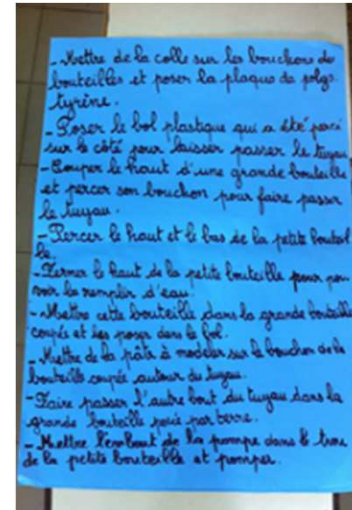 - Mettre de la colle sur les bouchons de
bouteilles et poser la plaque de polys
tyrène.
- Poser le bol plastique qui a été percé
sur le côté pour laisser passer le tuyau
- Couper le haut d'une grande bouteille
et percer son bouchon pour faire passer
le tuyau.
- Percer le haut et le bas de la petite bouteil
le.
- Fermer le haut de la petite bouteille pour pou
voir la remplir d'eau.
- Mettre cette bouteille dans la grande bouteille
coupée et les poser dans le bol.
- Mettre de la pâte à modeler sur le bouchon de la
bouteille coupée autour du tuyau.
- Faire passer l'autre bout du tuyau dans la
grande bouteille posée par terre.
- Mettre l'embout de la pompe dans le trou
de la petite bouteille et pomper.